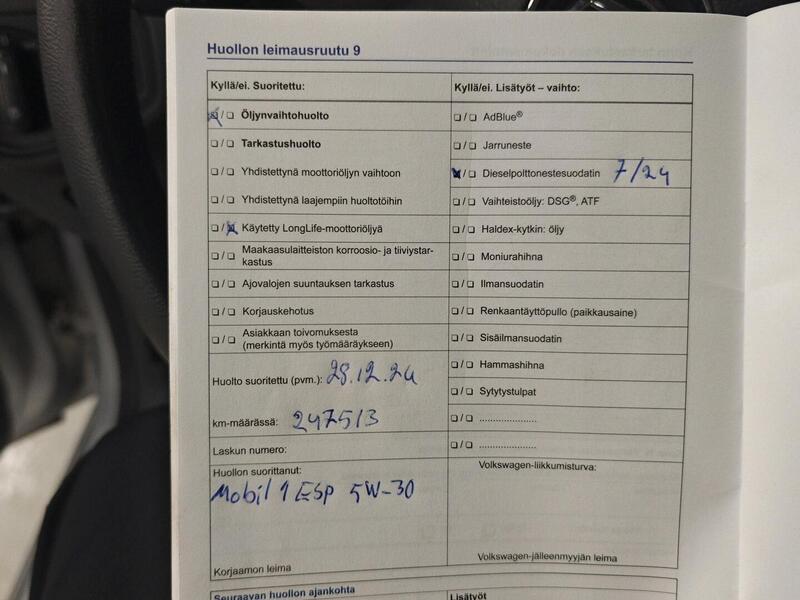 Huollon leimausruutu 9
Kyllä/ei. Suoritettu:
Kyllä/ei. Lisätyöt – vaihto:
☒/❏ Öljynvaihtohuolto
❏/❏ AdBlue®
❏/❏ Tarkastushuolto
❏/❏ Jarruneste
❏/❏ Yhdistettynä moottoriöljyn vaihtoon
☒/❏ Dieselpolttonestesuodatin 7/24
❏/❏ Yhdistettynä laajempiin huoltotöihin
❏/❏ Vaihteistoöljy: DSG®, ATF
❏/☒ Käytetty LongLife-moottoriöljyä
❏/❏ Haldex-kytkin: öljy
❏/❏ Maakaasulaitteiston korroosio- ja tiiviystar-
kastus
❏/❏ Moniurahihna
❏/❏ Ajovalojen suuntauksen tarkastus
❏/❏ Ilmansuodatin
❏/❏ Korjauskehotus
❏/❏ Renkaantäyttöpullo (paikkausaine)
❏/❏ Asiakkaan toivomuksesta
(merkintä myös työmääräykseen)
❏/❏ Sisäilmansuodatin
❏/❏ Hammashihna
Huolto suoritettu (pvm.): 28.12.24
❏/❏ Sytytystulpat
km-määrässä: 247513
❏/❏ .....................
Laskun numero:
❏/❏ .....................
Huollon suorittanut:
Volkswagen-liikkumisturva:
Mobil 1 ESP 5W-30
Korjaamon leima
Volkswagen-jälleenmyyjän leima
Seuraavan huollon ajankohta
Lisätyöt